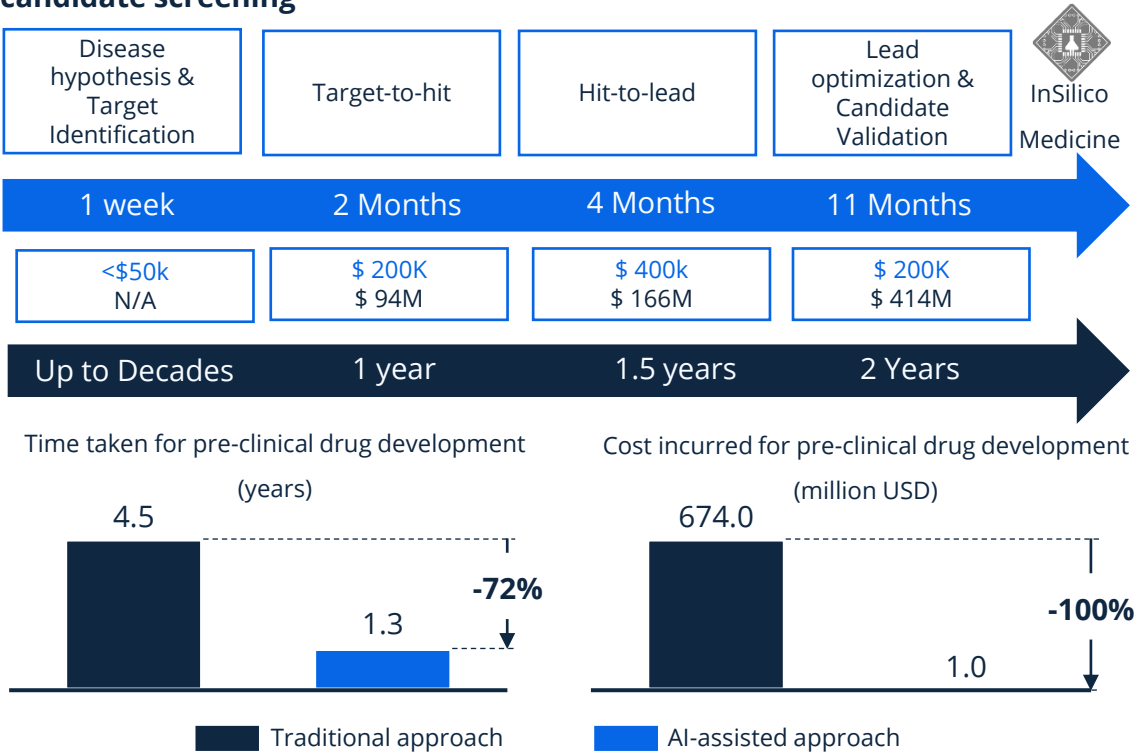 candidate screening
Disease
hypothesis &
Target
Identification
Target-to-hit
Hit-to-lead
Lead
optimization &
Candidate
Validation
InSilico
Medicine
1 week
2 Months
4 Months
11 Months
<$50k
N/A
$ 200K
$ 94M
$ 400k
$ 166M
$ 200K
$ 414M
Up to Decades
1 year
1.5 years
2 Years
Time taken for pre-clinical drug development
(years)
4.5
-72%
1.3
Cost incurred for pre-clinical drug development
(million USD)
674.0
-100%
1.0
Traditional approach
AI-assisted approach